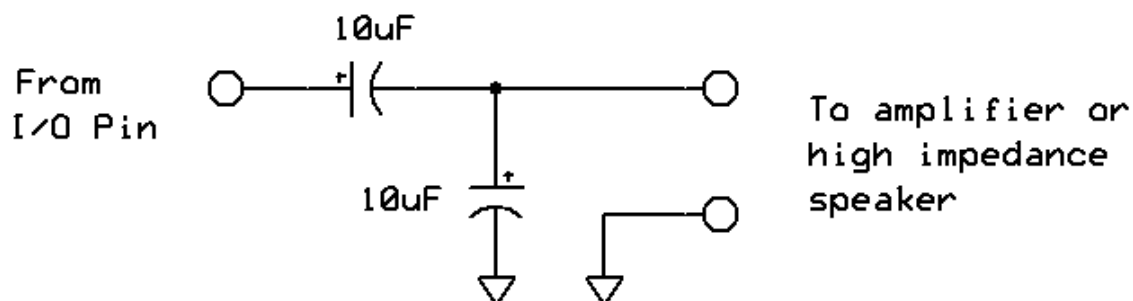 10uF
From
I/O Pin
To amplifier or
high impedance
speaker
+
+
10uF